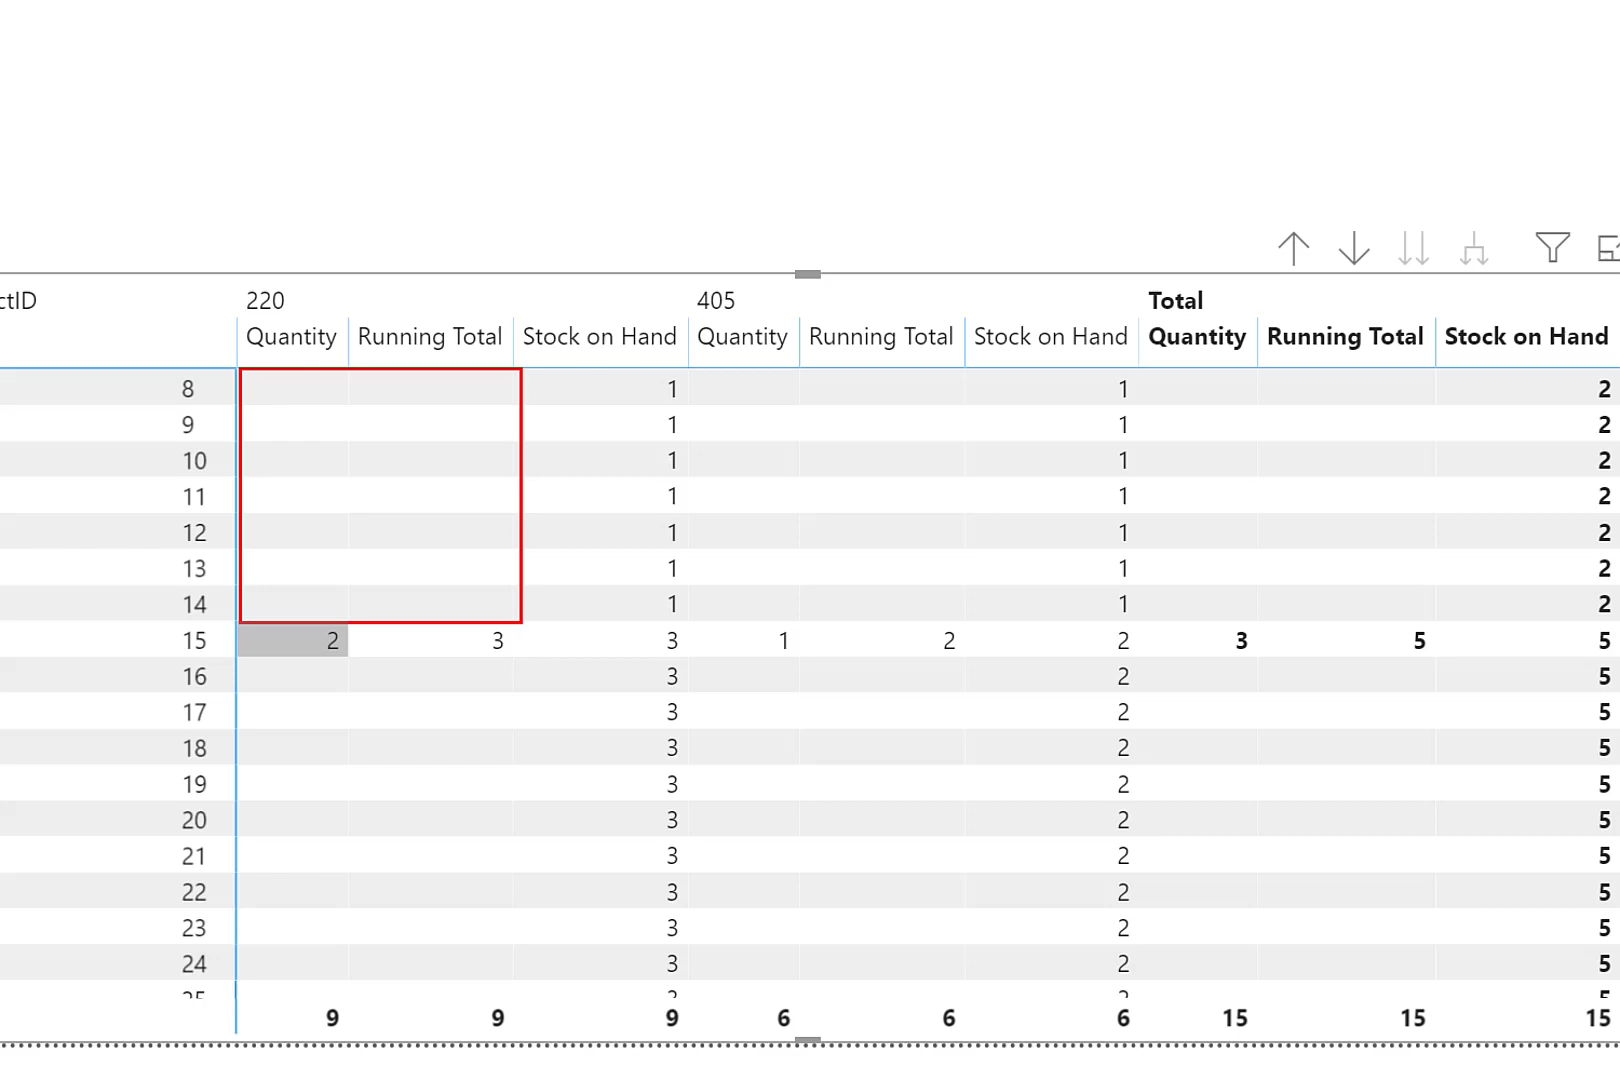 ctID 220 405 Total
Quantity Running Total Stock on Hand Quantity Running Total Stock on Hand Quantity Running Total Stock on Hand
8 1 1 2
9 1 1 2
10 1 1 2
11 1 1 2
12 1 1 2
13 1 1 2
14 1 1 2
15 2 3 3 1 2 2 3 5 5
16 3 2 5
17 3 2 5
18 3 2 5
19 3 2 5
20 3 2 5
21 3 2 5
22 3 2 5
23 3 2 5
24 3 2 5
9 9 9 6 6 6 15 15 15